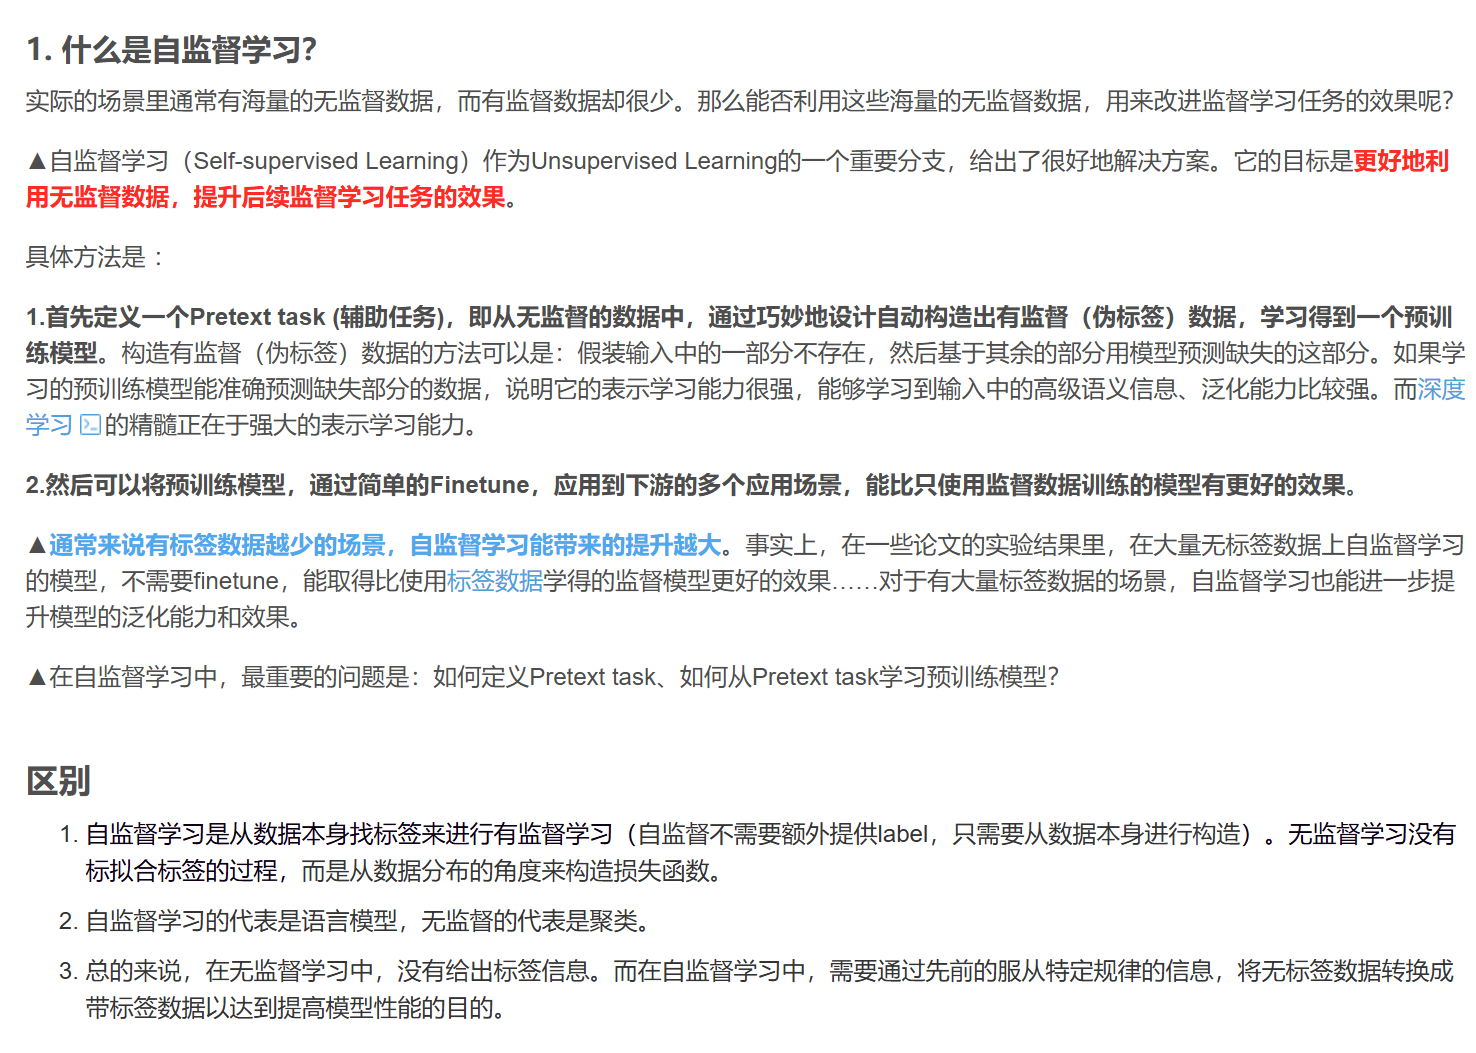 1. 什么是自监督学习？
实际的场景里通常有海量的无监督数据，而有监督数据却很少。那么能否利用这些海量的无监督数据，用来改进监督学习任务的效果呢？
▲自监督学习（Self-supervised Learning）作为Unsupervised Learning的一个重要分支，给出了很好地解决方案。它的目标是更好地利
用无监督数据，提升后续监督学习任务的效果。
具体方法是 ：
1.首先定义一个Pretext task (辅助任务)，即从无监督的数据中，通过巧妙地设计自动构造出有监督（伪标签）数据，学习得到一个预训
练模型。构造有监督（伪标签）数据的方法可以是：假装输入中的一部分不存在，然后基于其余的部分用模型预测缺失的这部分。如果学
习的预训练模型能准确预测缺失部分的数据，说明它的表示学习能力很强，能够学习到输入中的高级语义信息、泛化能力比较强。而深度
学习的精髓正在于强大的表示学习能力。
2.然后可以将预训练模型，通过简单的Finetune，应用到下游的多个应用场景，能比只使用监督数据训练的模型有更好的效果。
▲通常来说有标签数据越少的场景，自监督学习能带来的提升越大。事实上，在一些论文的实验结果里，在大量无标签数据上自监督学习
的模型，不需要finetune，能取得比使用标签数据学得的监督模型更好的效果……对于有大量标签数据的场景，自监督学习也能进一步提
升模型的泛化能力和效果。
▲在自监督学习中，最重要的问题是：如何定义Pretext task、如何从Pretext task学习预训练模型？
区别
1. 自监督学习是从数据本身找标签来进行有监督学习（自监督不需要额外提供label，只需要从数据本身进行构造）。无监督学习没有
标拟合标签的过程，而是从数据分布的角度来构造损失函数。
2. 自监督学习的代表是语言模型，无监督的代表是聚类。
3. 总的来说，在无监督学习中，没有给出标签信息。而在自监督学习中，需要通过先前的服从特定规律的信息，将无标签数据转换成
带标签数据以达到提高模型性能的目的。